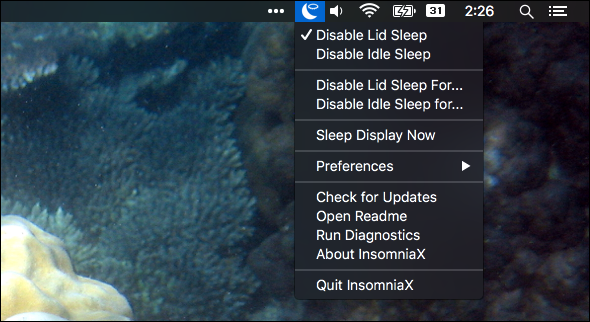 31 2:26
Disable Lid Sleep
Disable Idle Sleep
Disable Lid Sleep For...
Disable Idle Sleep for...
Sleep Display Now
Preferences
Check for Updates
Open Readme
Run Diagnostics
About InsomniaX
Quit InsomniaX